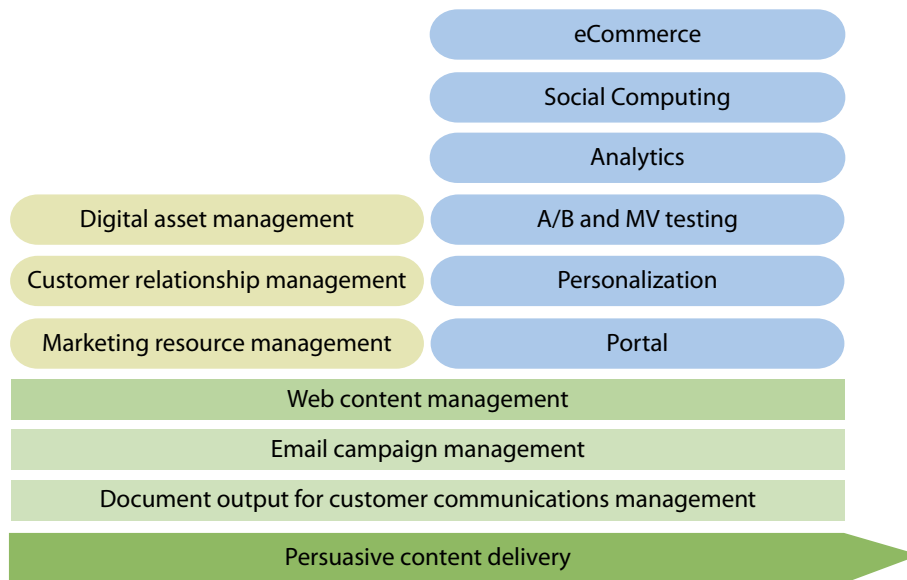 eCommerce
Social Computing
Analytics
Digital asset management
A/B and MV testing
Customer relationship management
Personalization
Marketing resource management
Portal
Web content management
Email campaign management
Document output for customer communications management
Persuasive content delivery